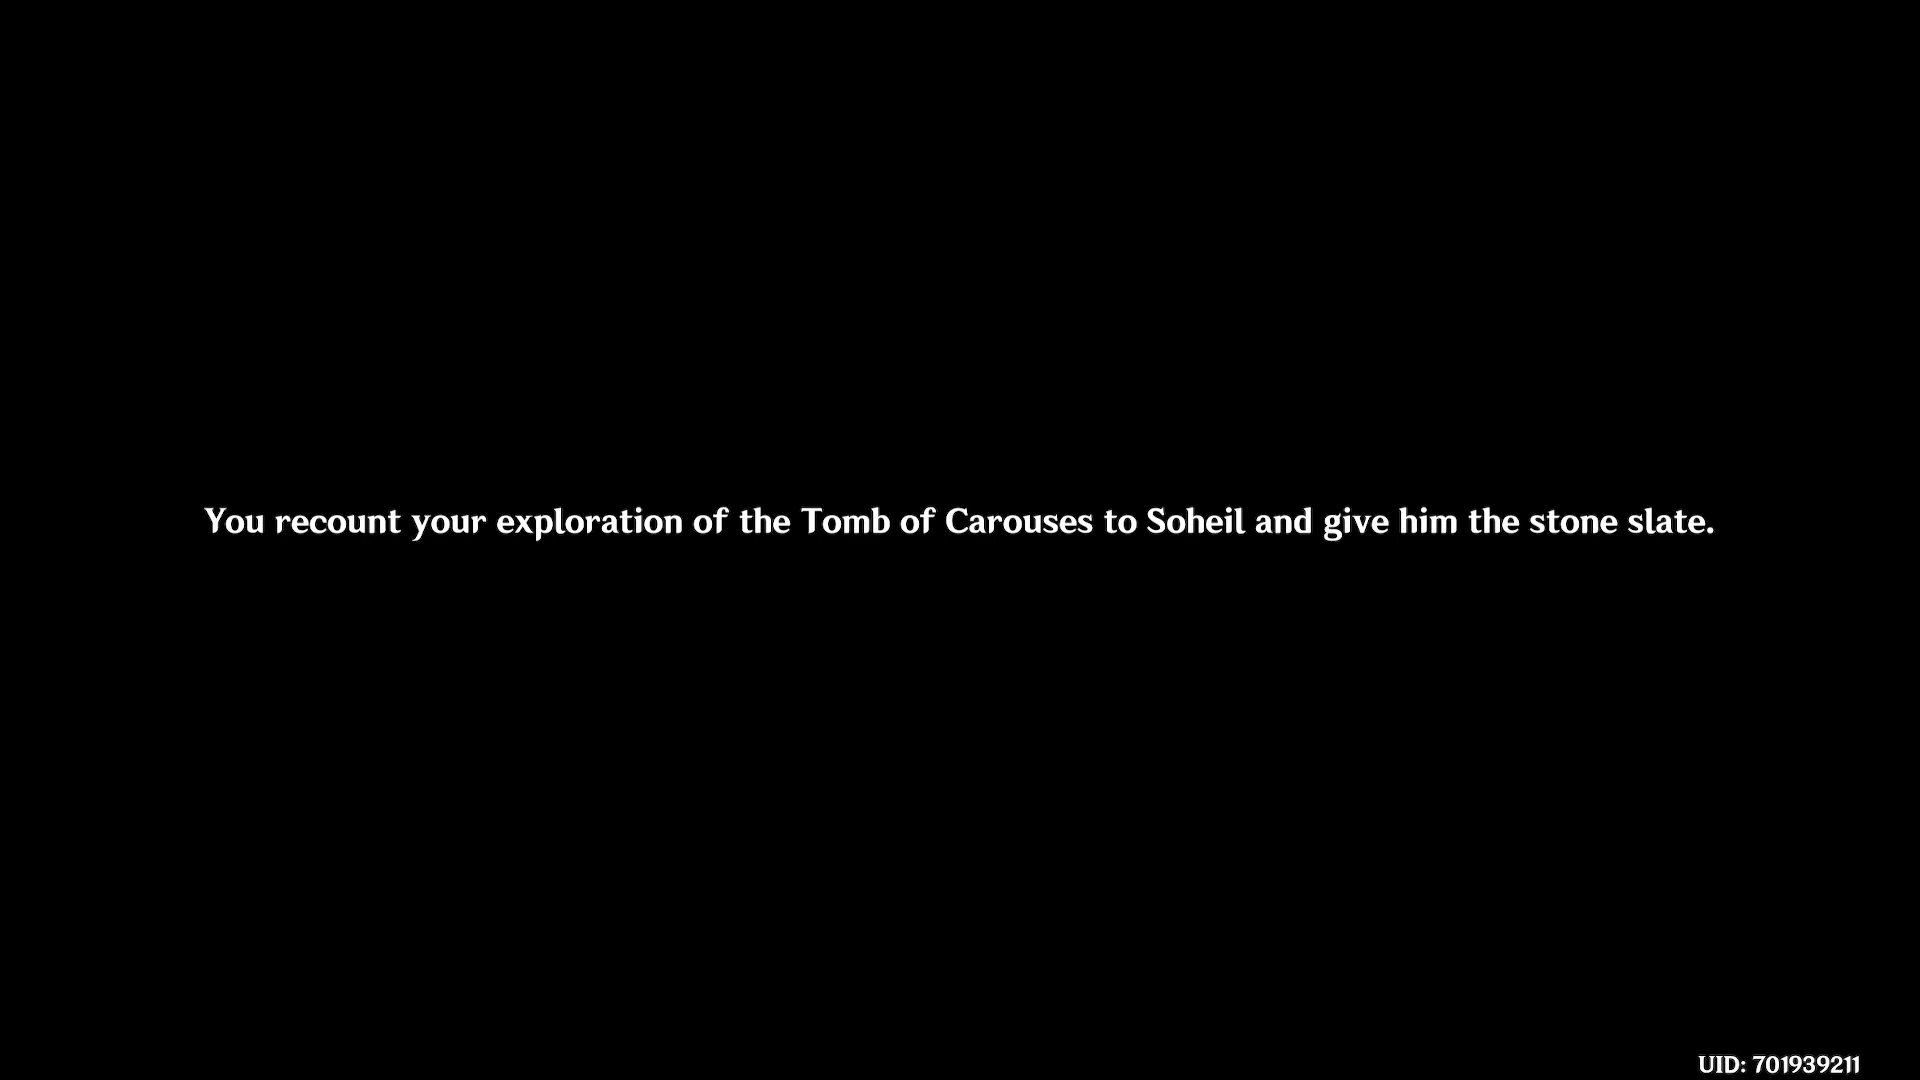 You recount your exploration of the Tomb of Carouses to Soheil and give him the stone slate.
UID: 701939211